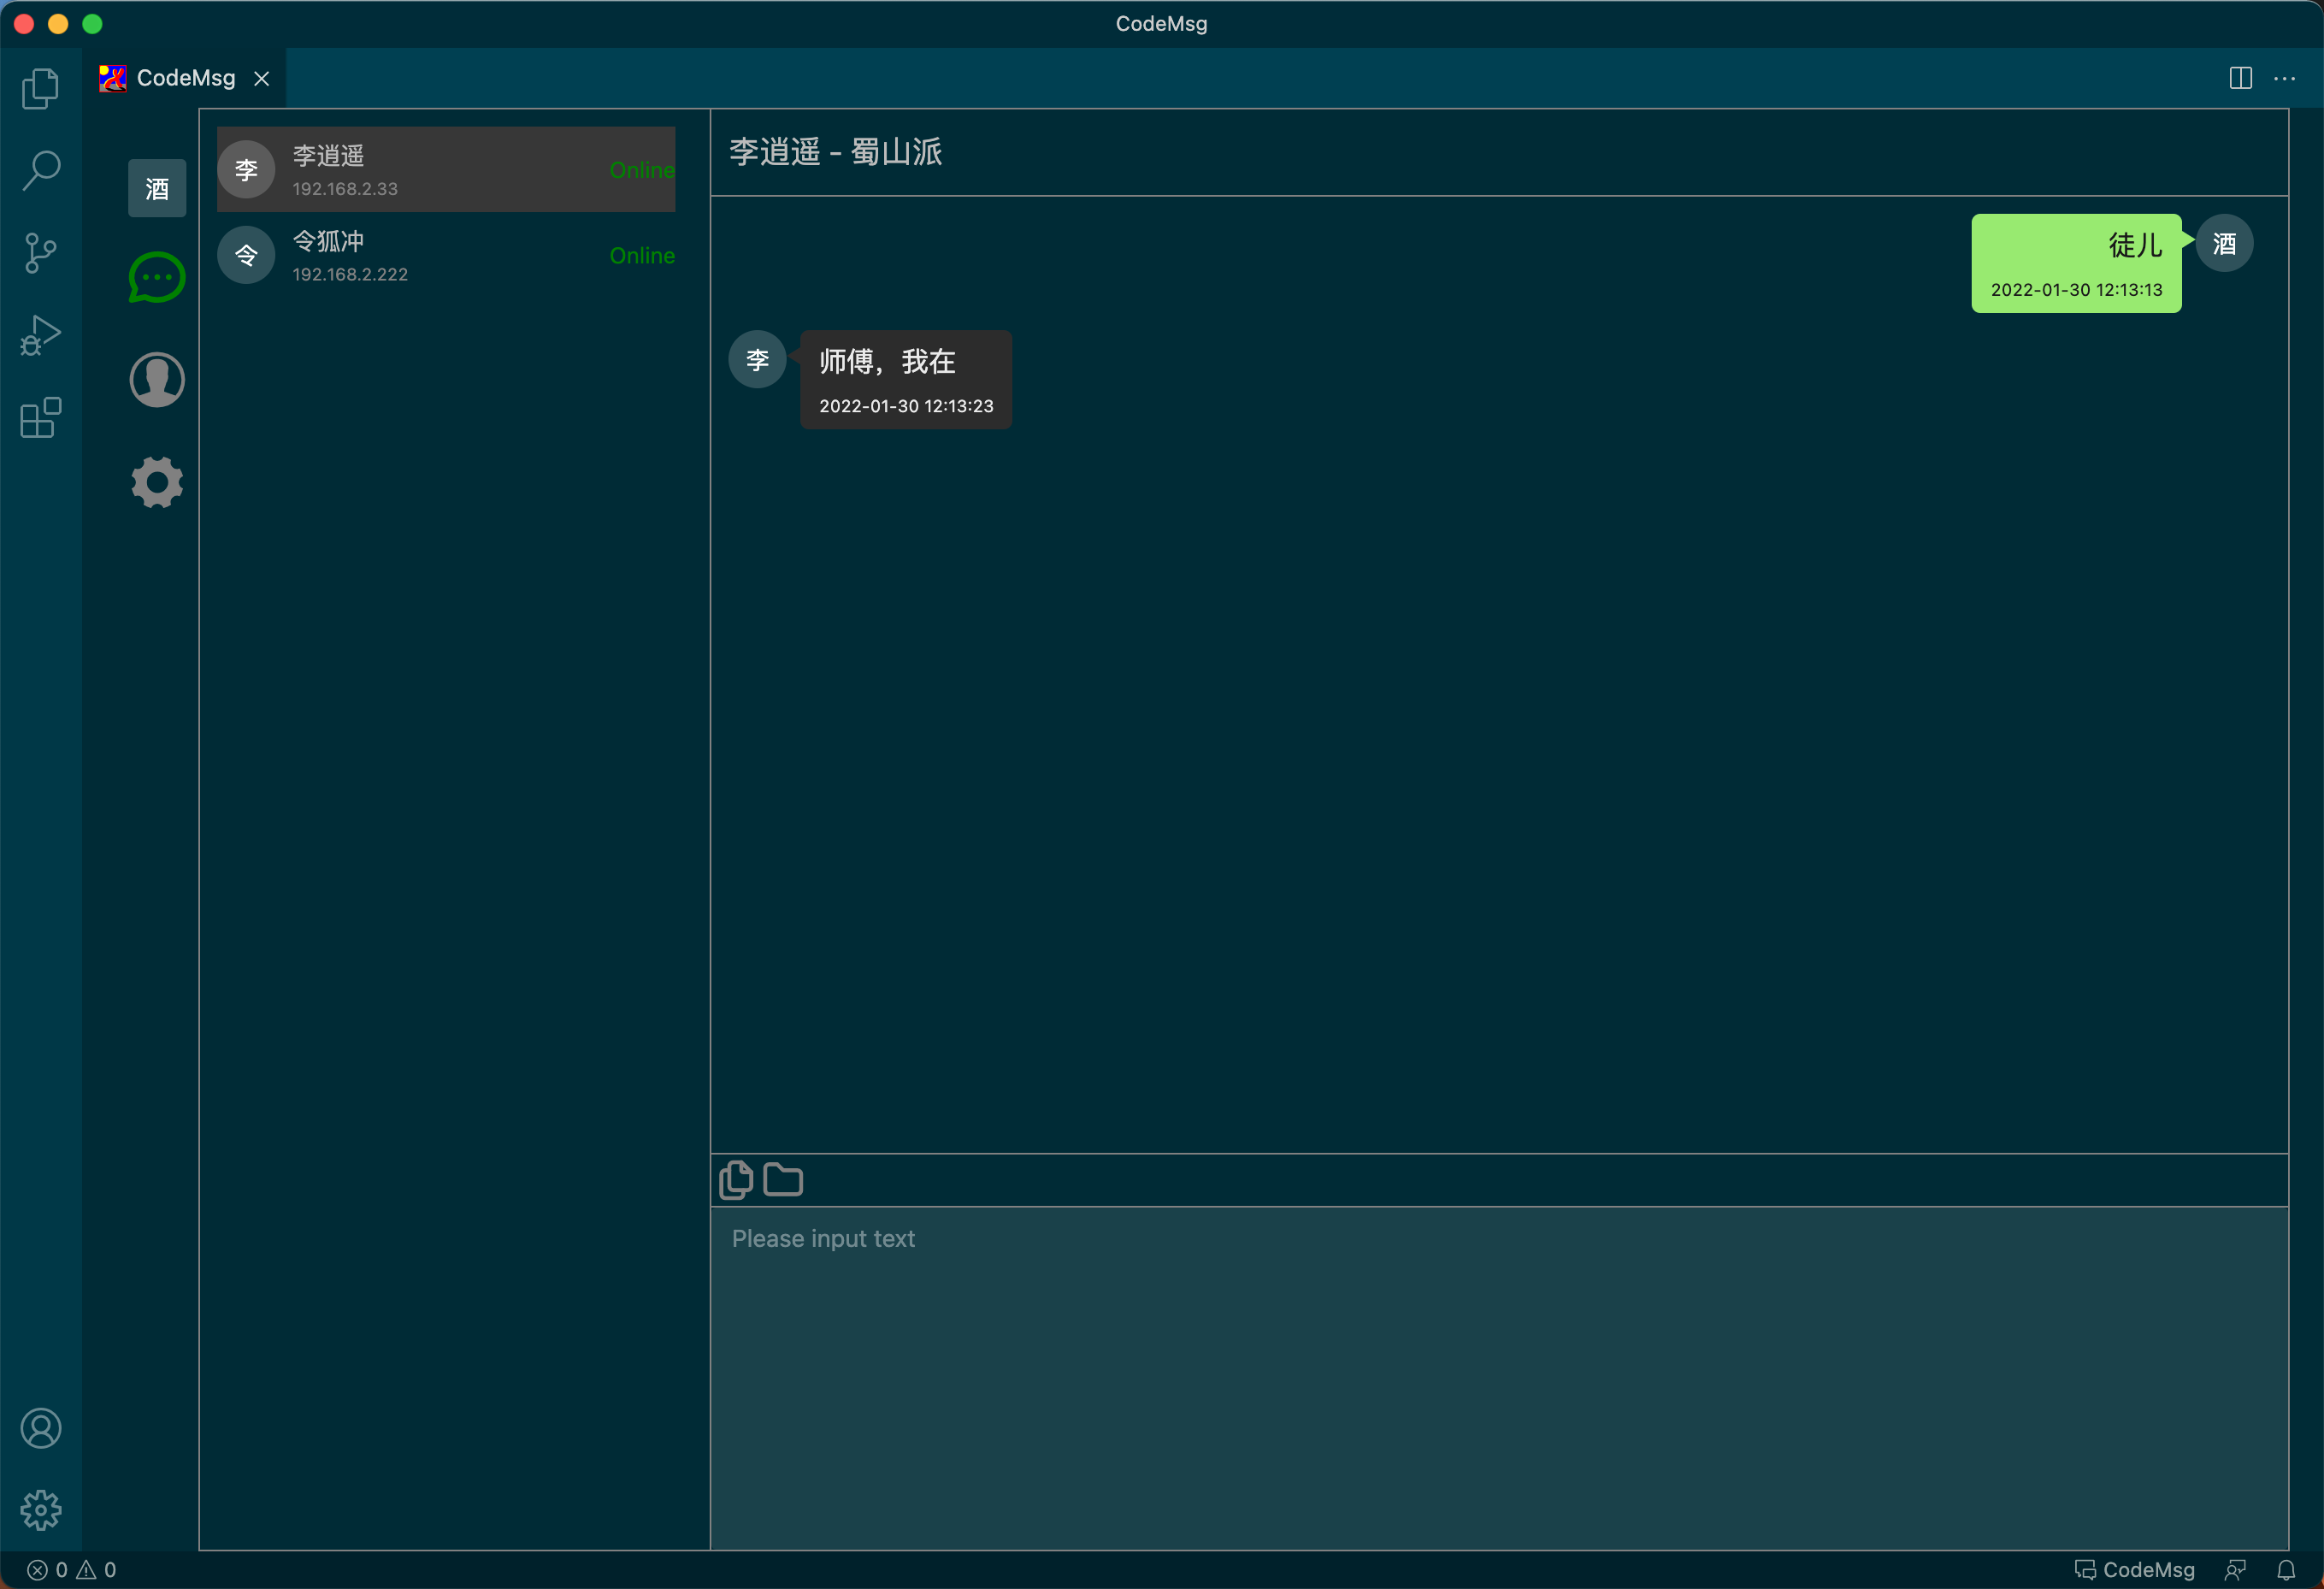 CodeMsg
CodeMsg
酒
李
李逍遥
192.168.2.33
Online
令
令狐冲
192.168.2.222
Online
李逍遥 - 蜀山派
徒儿
2022-01-30 12:13:13
酒
李
师傅，我在
2022-01-30 12:13:23
Please input text
0 0
CodeMsg